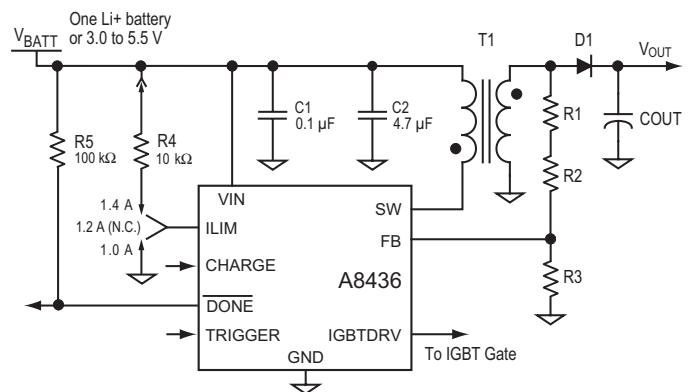 One Li+ battery
or 3.0 to 5.5 V
VBATT
T1
D1
VOUT
C1
0.1 µF
C2
4.7 µF
R1
COUT
R5
100 kΩ
R4
10 kΩ
R2
VIN
SW
1.4 A
1.2 A (N.C.)
1.0 A
ILIM
FB
CHARGE
A8436
R3
DONE
TRIGGER
IGBTDRV
To IGBT Gate
GND